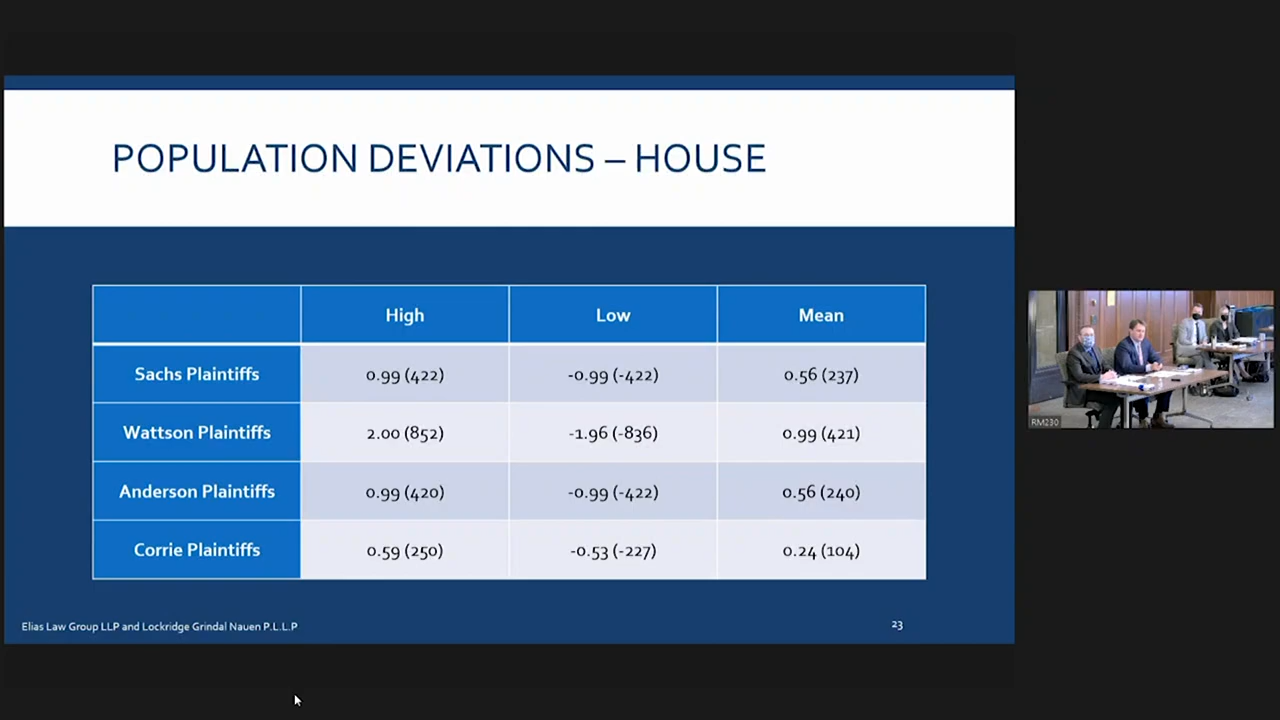 POPULATION DEVIATIONS – HOUSE
High Low Mean
Sachs Plaintiffs 0.99 (422) -0.99 (-422) 0.56 (237)
Wattson Plaintiffs 2.00 (852) -1.96 (-836) 0.99 (421)
Anderson Plaintiffs 0.99 (420) -0.99 (-422) 0.56 (240)
Corrie Plaintiffs 0.59 (250) -0.53 (-227) 0.24 (104)
RM230
Elias Law Group LLP and Lockridge Grindal Nauen P.L.L.P 23